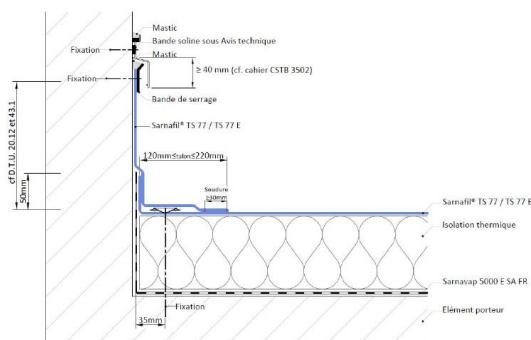 Mastic
Bande soline sous Avis technique
Fixation
Mastic
≥ 40 mm (cf. cahier CSTB 3502)
Fixation
Bande de serrage
Sarnafil® TS 77 / TS 77 E
cf D.T.U. 20.12 et 43.1
120mm≤talon≤220mm
50mm
Soudure
≥30mm
Sarnafil® TS 77 / TS 77 E
Isolation thermique
Sarnavap 5000 E SA FR
Fixation
Elément porteur
35mm